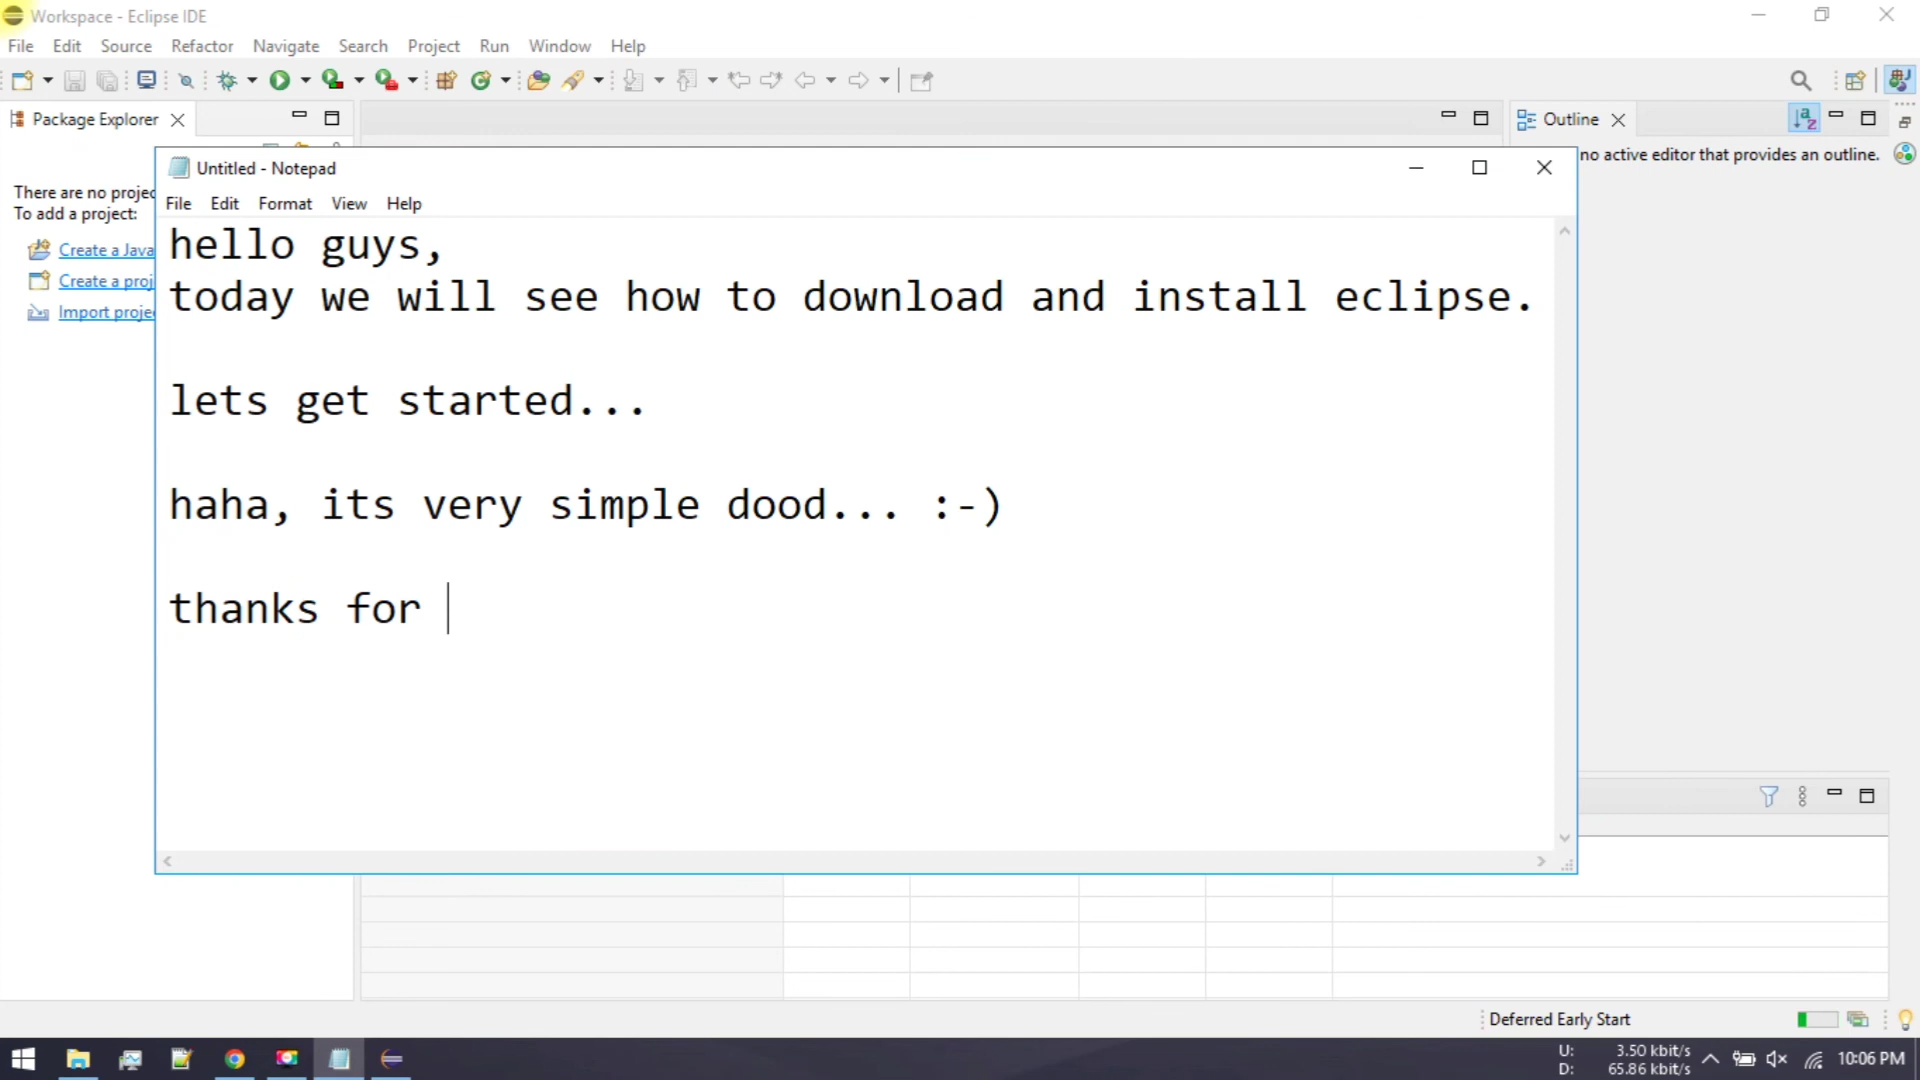 Workspace - Eclipse IDE
File Edit Source Refactor Navigate Search Project Run Window Help
Package Explorer
Outline
no active editor that provides an outline.
There are no projec
To add a project:
Create a Java
Create a proj
Import projec
Untitled - Notepad
File Edit Format View Help
hello guys,
today we will see how to download and install eclipse.
lets get started...
haha, its very simple dood... :-)
thanks for
Deferred Early Start
U: 3.50 kbit/s
D: 65.86 kbit/s
10:06 PM